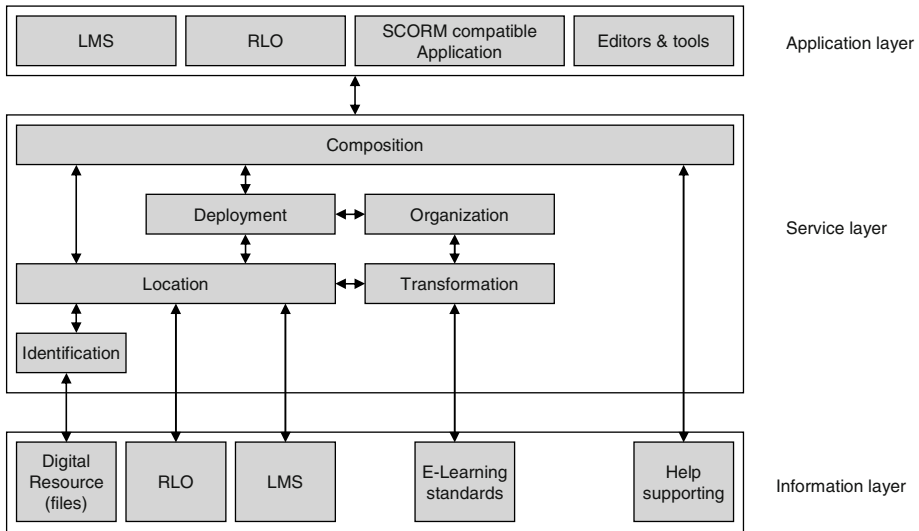 LMS
RLO
SCORM compatible
Application
Editors & tools
Application layer
Composition
Deployment
Organization
Service layer
Location
Transformation
Identification
Digital
Resource
(files)
RLO
LMS
E-Learning
standards
Help
supporting
Information layer